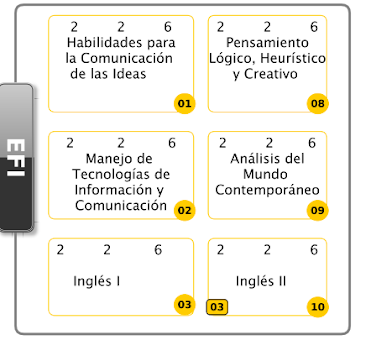 EFI
2 2 6
Habilidades para
la Comunicación
de las Ideas
01
2 2 6
Pensamiento
Lógico, Heurístico
y Creativo
08
2 2 6
Manejo de
Tecnologías de
Información y
Comunicación
02
2 2 6
Análisis del
Mundo
Contemporáneo
09
2 2 6
Inglés I
03
2 2 6
Inglés II
03
10